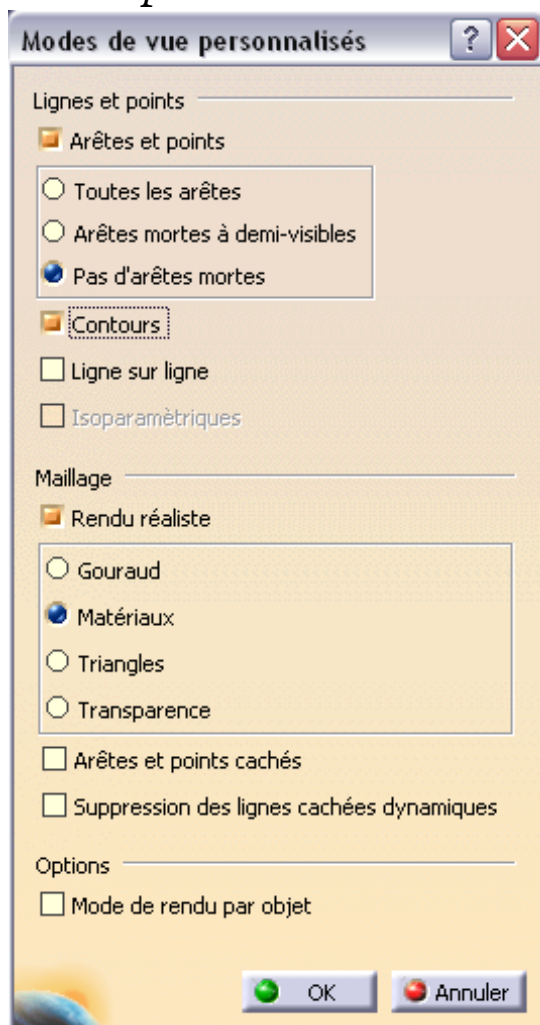 Modes de vue personnalisés
Lignes et points
Arêtes et points
Toutes les arêtes
Arêtes mortes à demi-visibles
Pas d'arêtes mortes
Contours
Ligne sur ligne
Isoparamètriques
Maillage
Rendu réaliste
Gouraud
Matériaux
Triangles
Transparence
Arêtes et points cachés
Suppression des lignes cachées dynamiques
Options
Mode de rendu par objet
OK Annuler